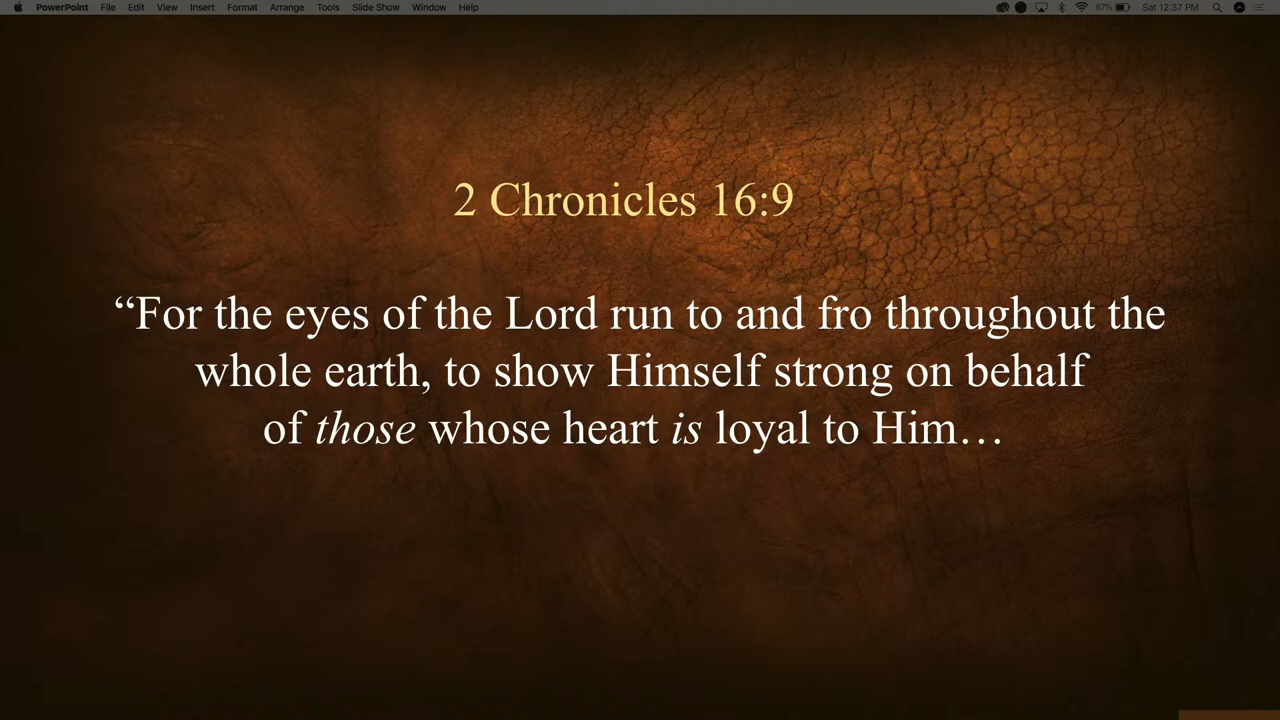 PowerPoint File Edit View Insert Format Arrange Tools Slide Show Window Help 67% Sat 12:37 PM
2 Chronicles 16:9
“For the eyes of the Lord run to and fro throughout the
whole earth, to show Himself strong on behalf
of those whose heart is loyal to Him…